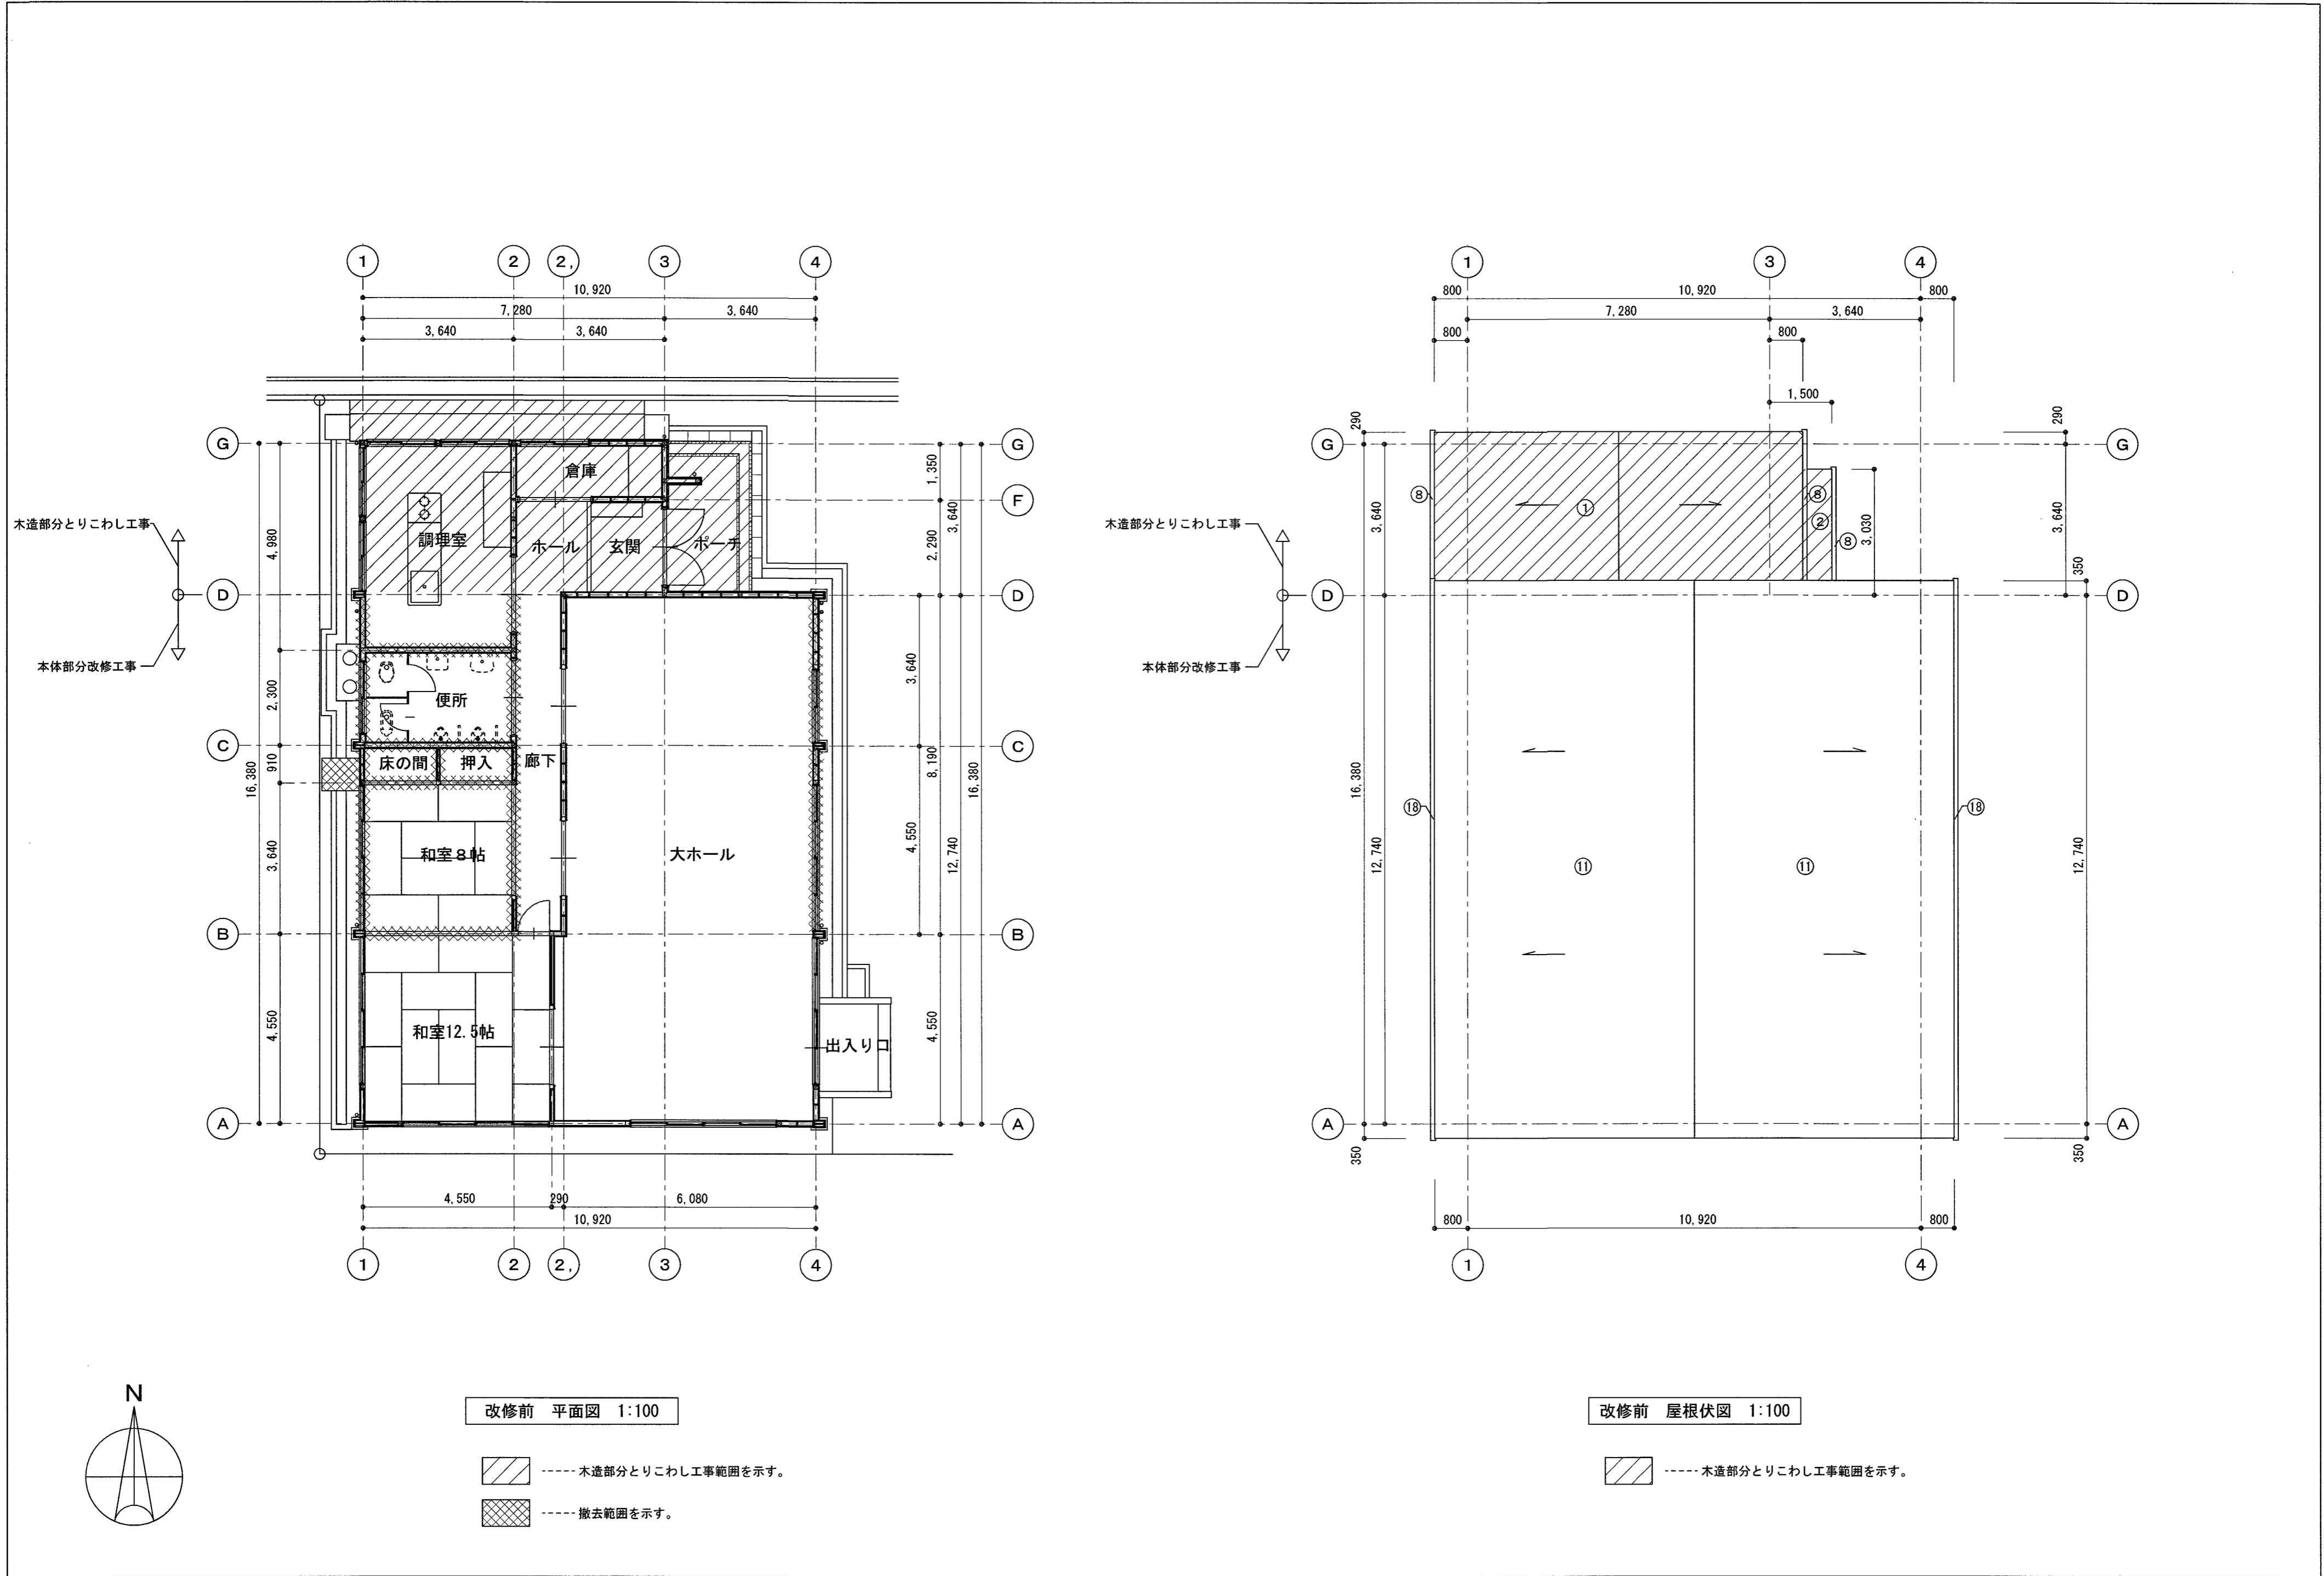 1 2 2, 3 4
10,920
7,280 3,640
3,640 3,640
G G
F
D D
C C
B B
A A
木造部分とりこわし工事
本体部分改修工事
16,380
4,980
2,300
910
3,640
4,550
倉庫
調理室
ホール
玄関
ポーチ
便所
床の間
押入
廊下
和室8帖
大ホール
和室12.5帖
出入り口
1,350
2,290
3,640
3,640
8,190
4,550
12,740
16,380
4,550
4,550 290 6,080
10,920
1 2 2, 3 4
N
改修前 平面図 1:100
-----木造部分とりこわし工事範囲を示す。
-----撤去範囲を示す。
1 3 4
800 10,920 800
7,280 3,640
800 800
1,500
290 290
G G
D D
A A
木造部分とりこわし工事
本体部分改修工事
3,640
16,380
12,740
350
⑧ ① ⑧
②
⑧
3,030
3,640
350
12,740
350
⑱ ⑱
⑪ ⑪
800 10,920 800
1 4
改修前 屋根伏図 1:100
-----木造部分とりこわし工事範囲を示す。